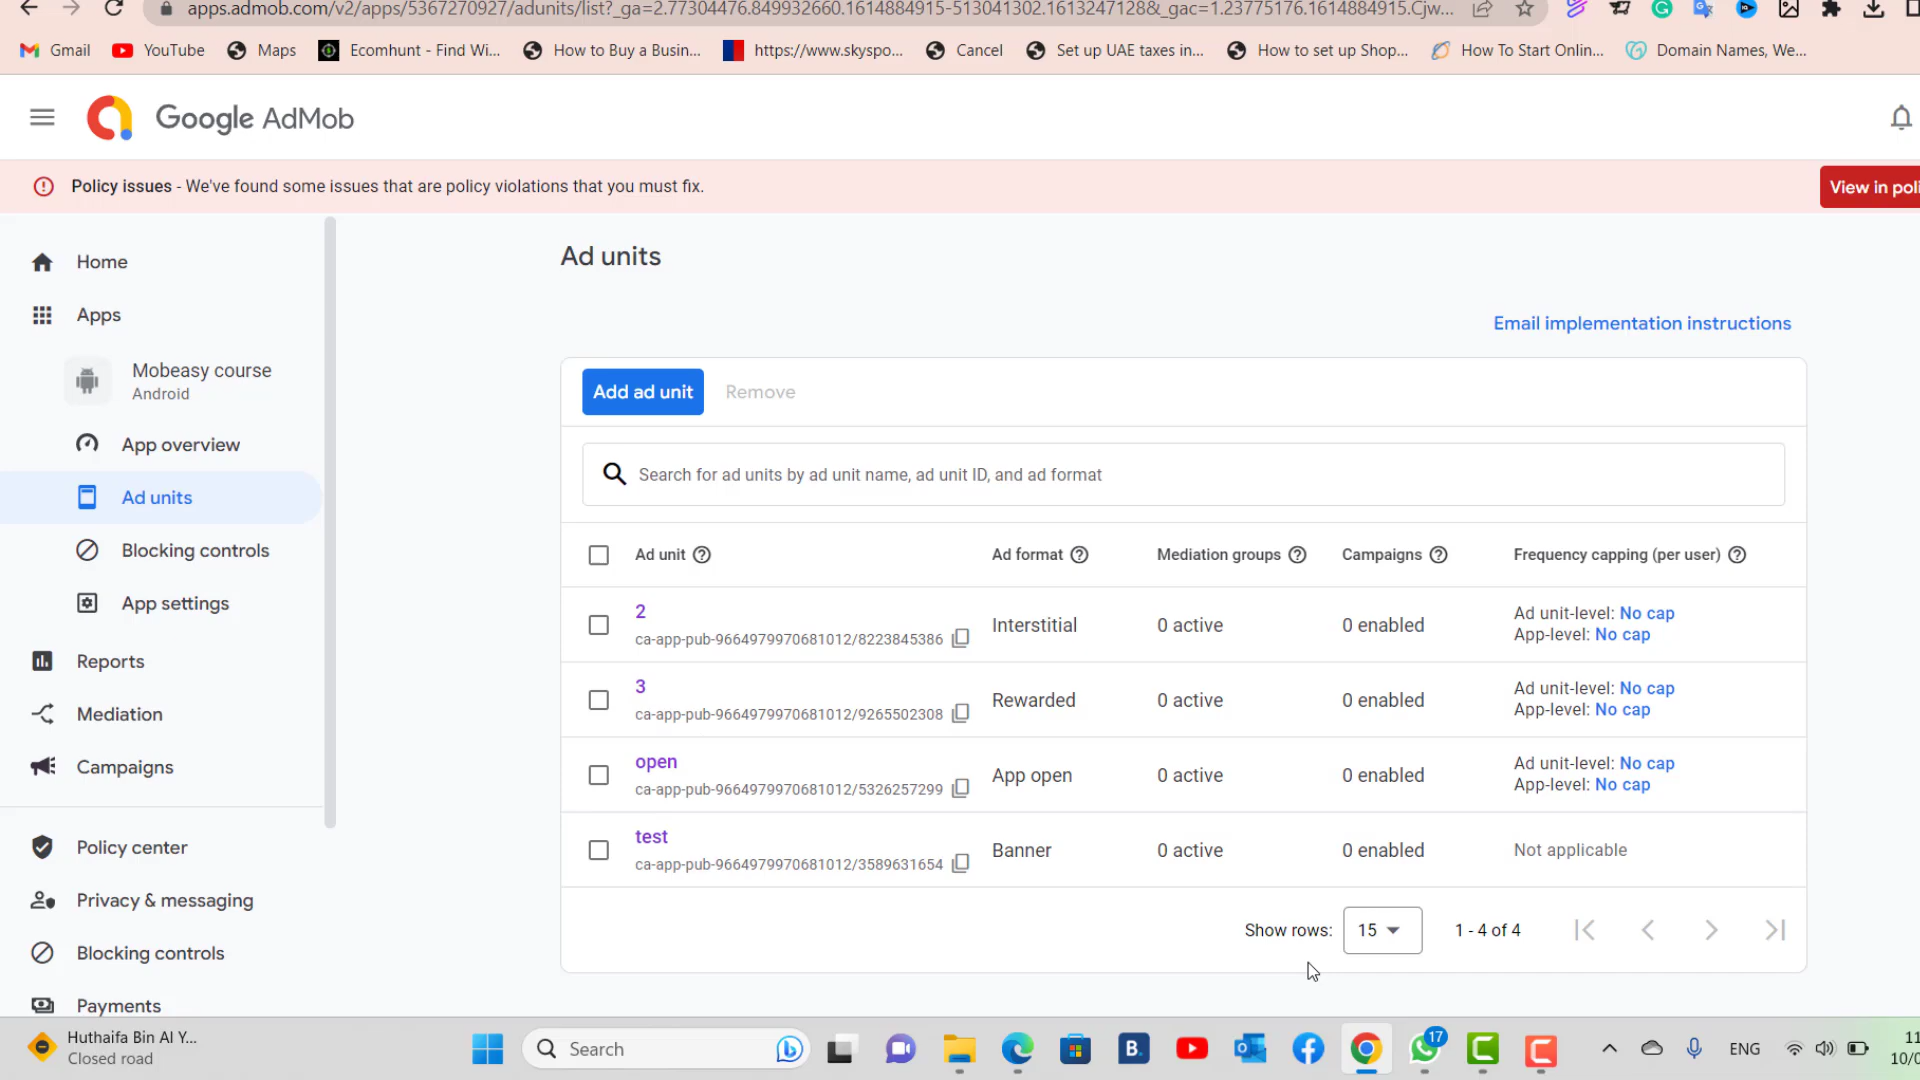 apps.admob.com/v2/apps/5367270927/adunits/list?_ga=2.77304476.849932660.1614884915-513041302.1613247128&_gac=1.23775176.1614884915.Cjw...
Gmail YouTube Maps Ecomhunt - Find Wi... How to Buy a Busin... https://www.skyspo... Cancel Set up UAE taxes in... How to set up Shop... How To Start Onlin... Domain Names, We...
Google AdMob
Policy issues - We've found some issues that are policy violations that you must fix.
View in poli
Home
Apps
Mobeasy course
Android
App overview
Ad units
Blocking controls
App settings
Reports
Mediation
Campaigns
Policy center
Privacy & messaging
Blocking controls
Payments
Ad units
Email implementation instructions
Add ad unit Remove
Search for ad units by ad unit name, ad unit ID, and ad format
Ad unit Ad format Mediation groups Campaigns Frequency capping (per user)
2
ca-app-pub-9664979970681012/8223845386
Interstitial 0 active 0 enabled
Ad unit-level: No cap
App-level: No cap
3
ca-app-pub-9664979970681012/9265502308
Rewarded 0 active 0 enabled
Ad unit-level: No cap
App-level: No cap
open
ca-app-pub-9664979970681012/5326257299
App open 0 active 0 enabled
Ad unit-level: No cap
App-level: No cap
test
ca-app-pub-9664979970681012/3589631654
Banner 0 active 0 enabled Not applicable
Show rows: 15 1 - 4 of 4
Huthaifa Bin Al Y...
Closed road
Search
B.
17
ENG
11
10/0